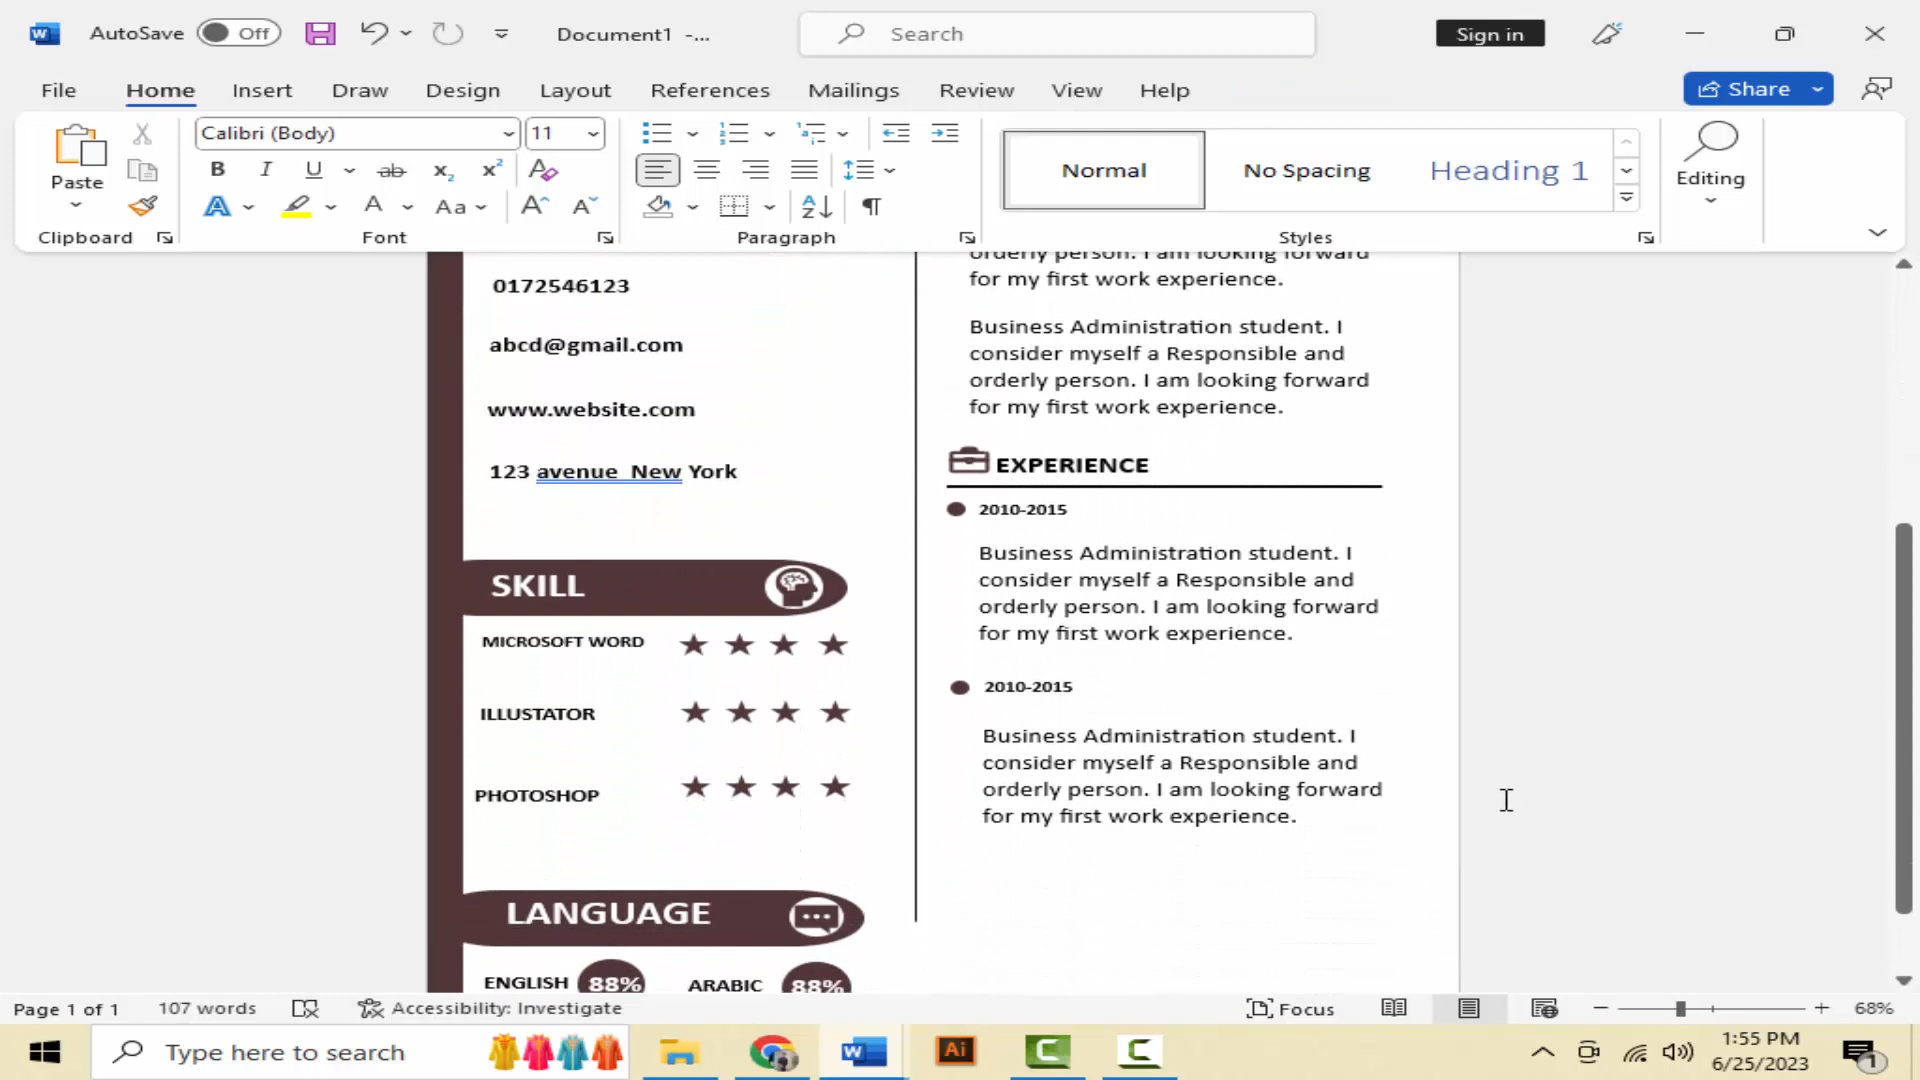 AutoSave Off Document1 -... Search Sign in
File Home Insert Draw Design Layout References Mailings Review View Help Share
Paste
Calibri (Body) 11
B I U ab x₂ x² A
A A Aa A A
Normal No Spacing Heading 1
Editing
Clipboard Font Paragraph Styles
0172546123
abcd@gmail.com
www.website.com
123 avenue New York
SKILL
MICROSOFT WORD
ILLUSTATOR
PHOTOSHOP
LANGUAGE
ENGLISH 88% ARABIC 88%
orderly person. I am looking forward
for my first work experience.
Business Administration student. I
consider myself a Responsible and
orderly person. I am looking forward
for my first work experience.
EXPERIENCE
2010-2015
Business Administration student. I
consider myself a Responsible and
orderly person. I am looking forward
for my first work experience.
2010-2015
Business Administration student. I
consider myself a Responsible and
orderly person. I am looking forward
for my first work experience.
Page 1 of 1 107 words Accessibility: Investigate Focus 68%
Type here to search
Ai
1:55 PM
6/25/2023
1